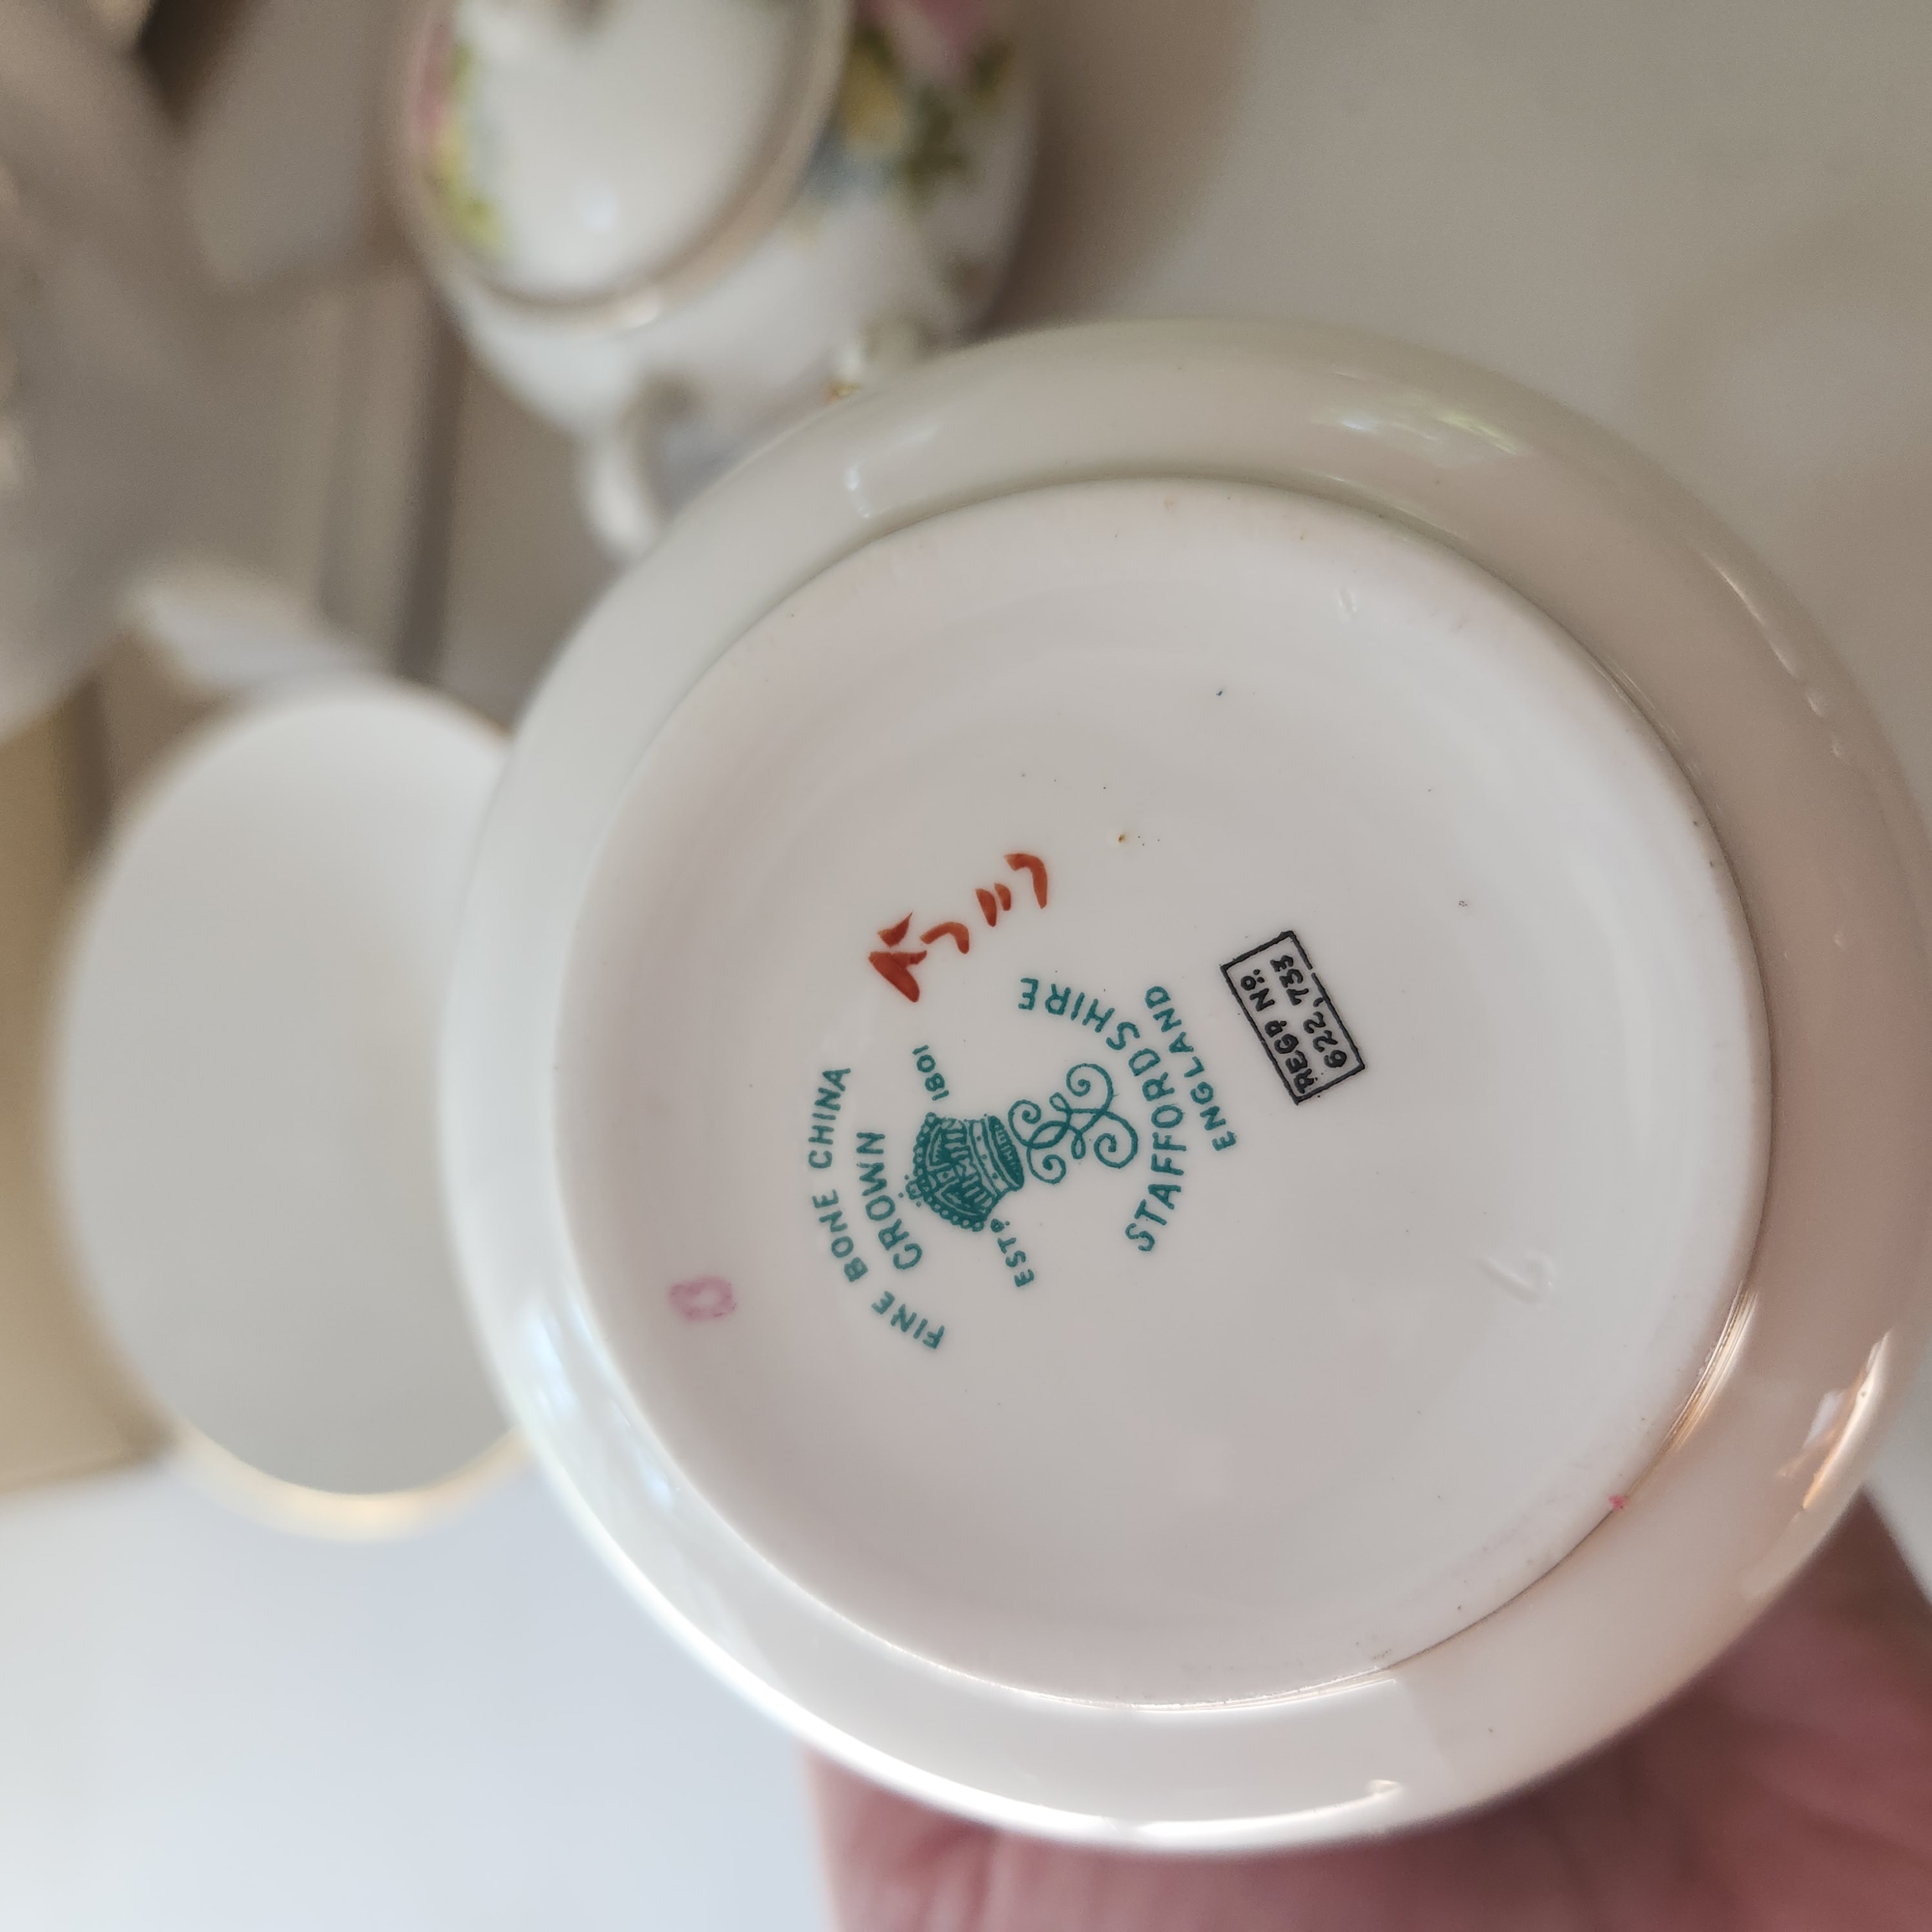 FINE BONE CHINA
CROWN
ESTD. 1801
STAFFORDSHIRE
ENGLAND
REGD. No.
622,733